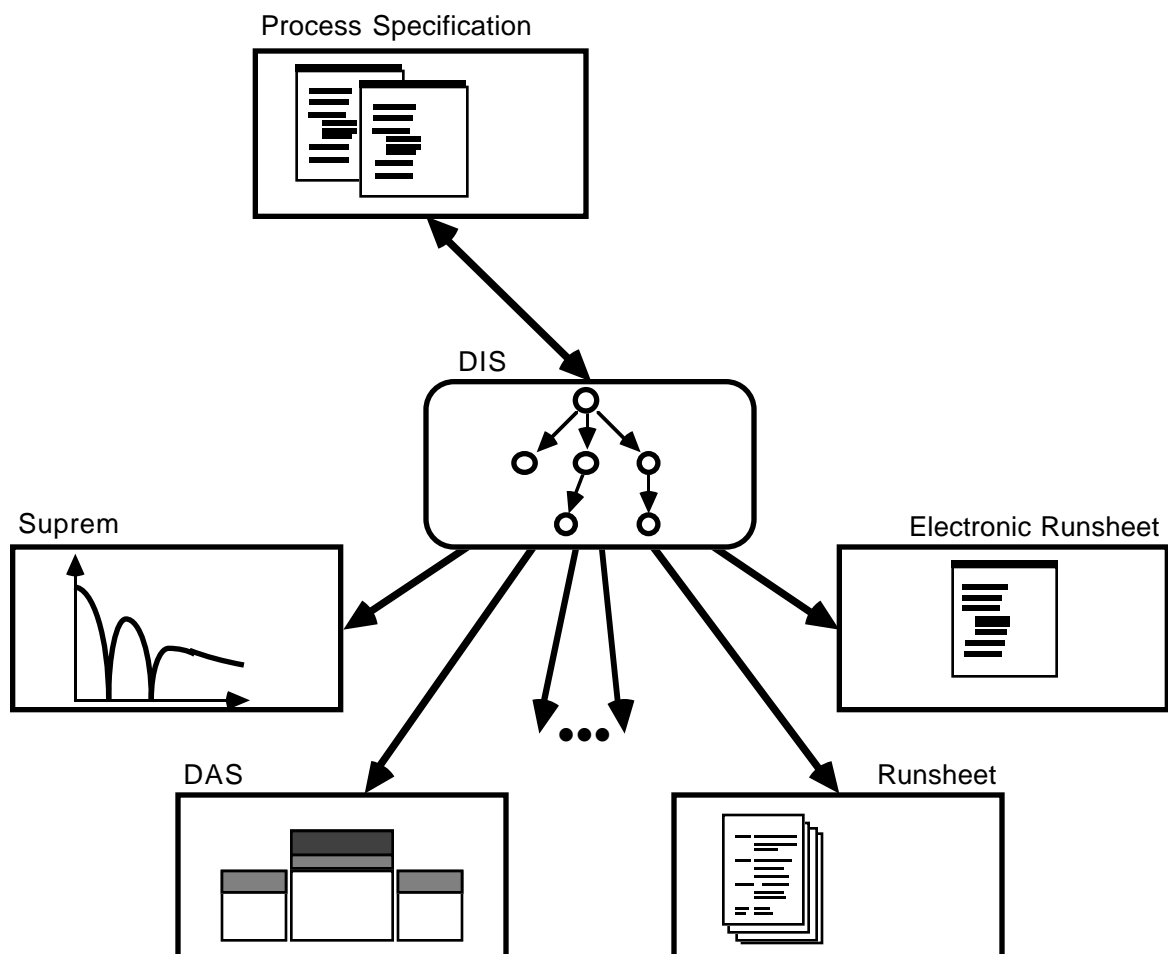 Process Specification
DIS
Suprem
Electronic Runsheet
DAS
Runsheet